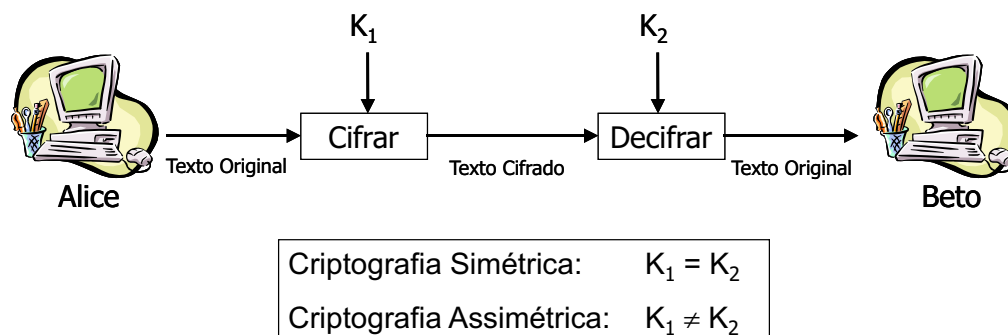 K₁ K₂
Cifrar Decifrar
Texto Original Texto Cifrado Texto Original
Alice Beto
Criptografia Simétrica: K₁ = K₂
Criptografia Assimétrica: K₁ ≠ K₂